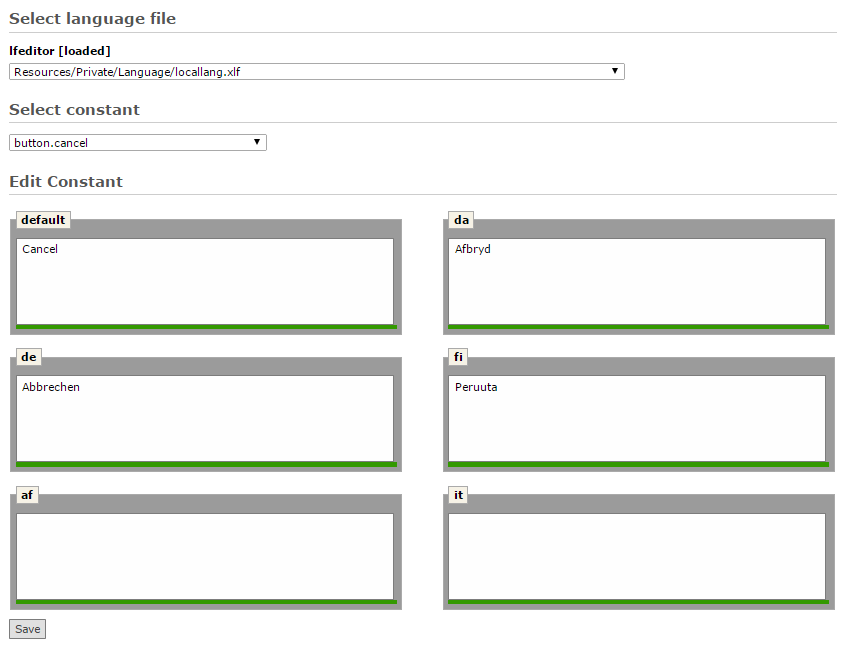 Select language file
lfeditor [loaded]
Resources/Private/Language/locallang.xlf
Select constant
button.cancel
Edit Constant
default
Cancel
da
Afbryd
de
Abbrechen
fi
Peruuta
af
it
Save